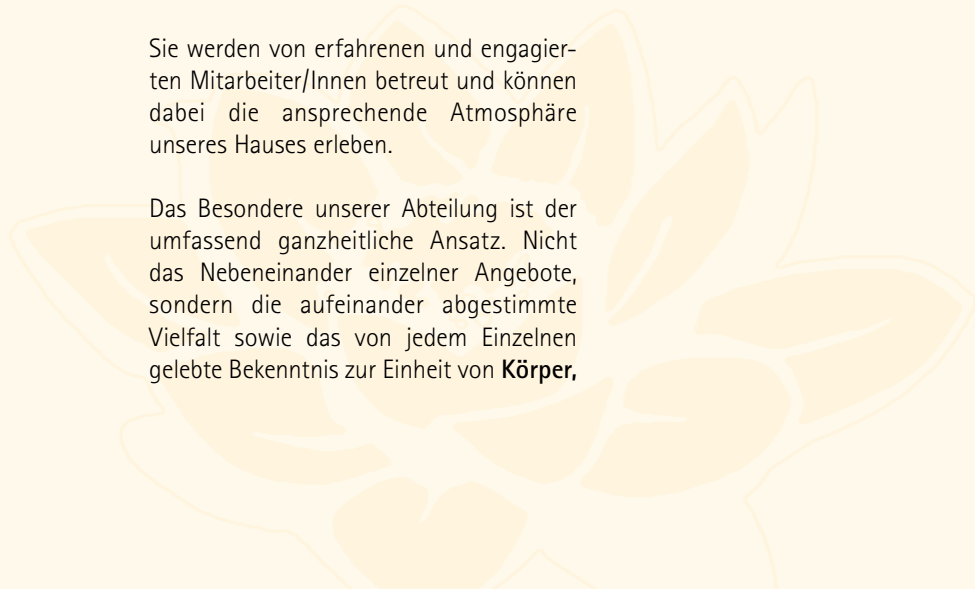 Sie werden von erfahrenen und engagier-
ten Mitarbeiter/Innen betreut und können
dabei die ansprechende Atmosphäre
unseres Hauses erleben.
Das Besondere unserer Abteilung ist der
umfassend ganzheitliche Ansatz. Nicht
das Nebeneinander einzelner Angebote,
sondern die aufeinander abgestimmte
Vielfalt sowie das von jedem Einzelnen
gelebte Bekenntnis zur Einheit von Körper,